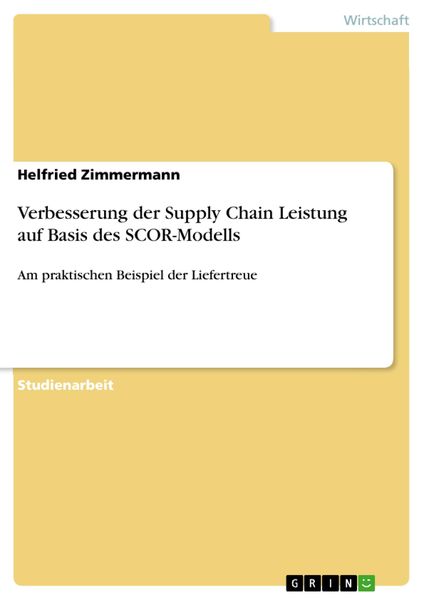 Wirtschaft
Helfried Zimmermann
Verbesserung der Supply Chain Leistung
auf Basis des SCOR-Modells
Am praktischen Beispiel der Liefertreue
Studienarbeit
GRIN